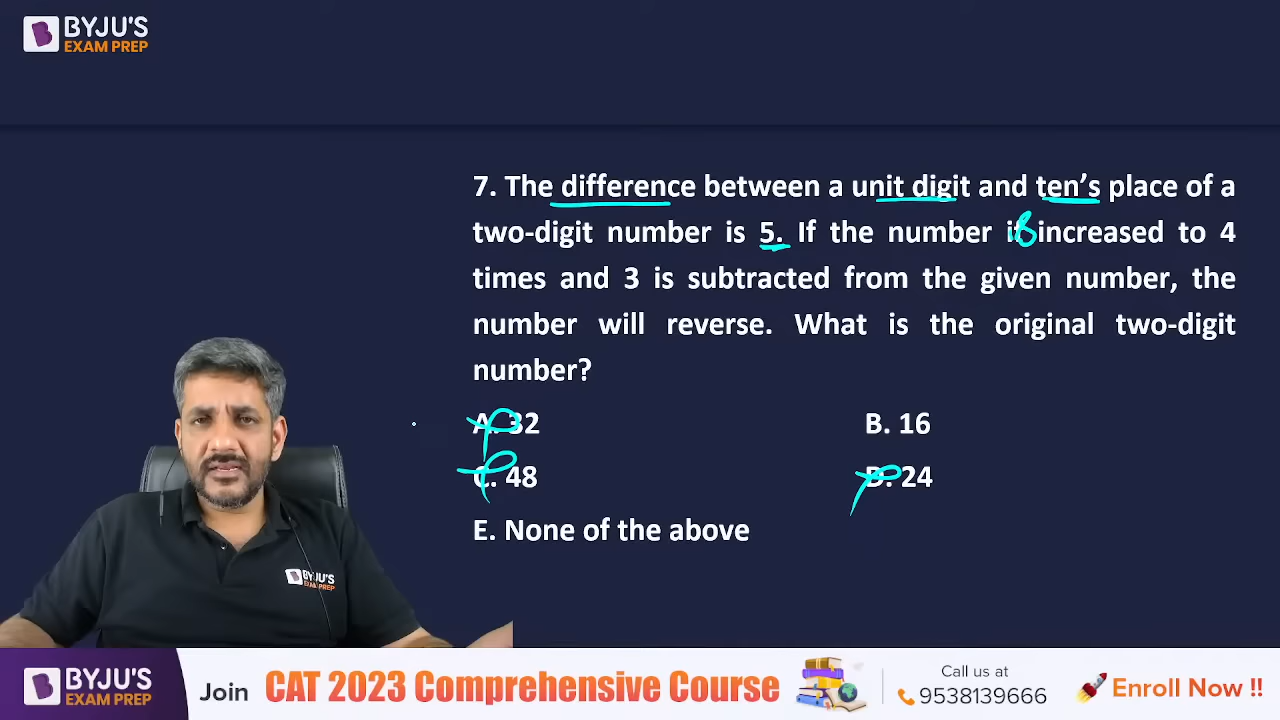 BYJU'S
EXAM PREP
7. The difference between a unit digit and ten's place of a
two-digit number is 5. If the number is increased to 4
times and 3 is subtracted from the given number, the
number will reverse. What is the original two-digit
number?
A. 32 B. 16
C. 48 D. 24
E. None of the above
BYJU'S
EXAM PREP
BYJU'S
EXAM PREP
Join CAT 2023 Comprehensive Course
Call us at
9538139666
Enroll Now !!